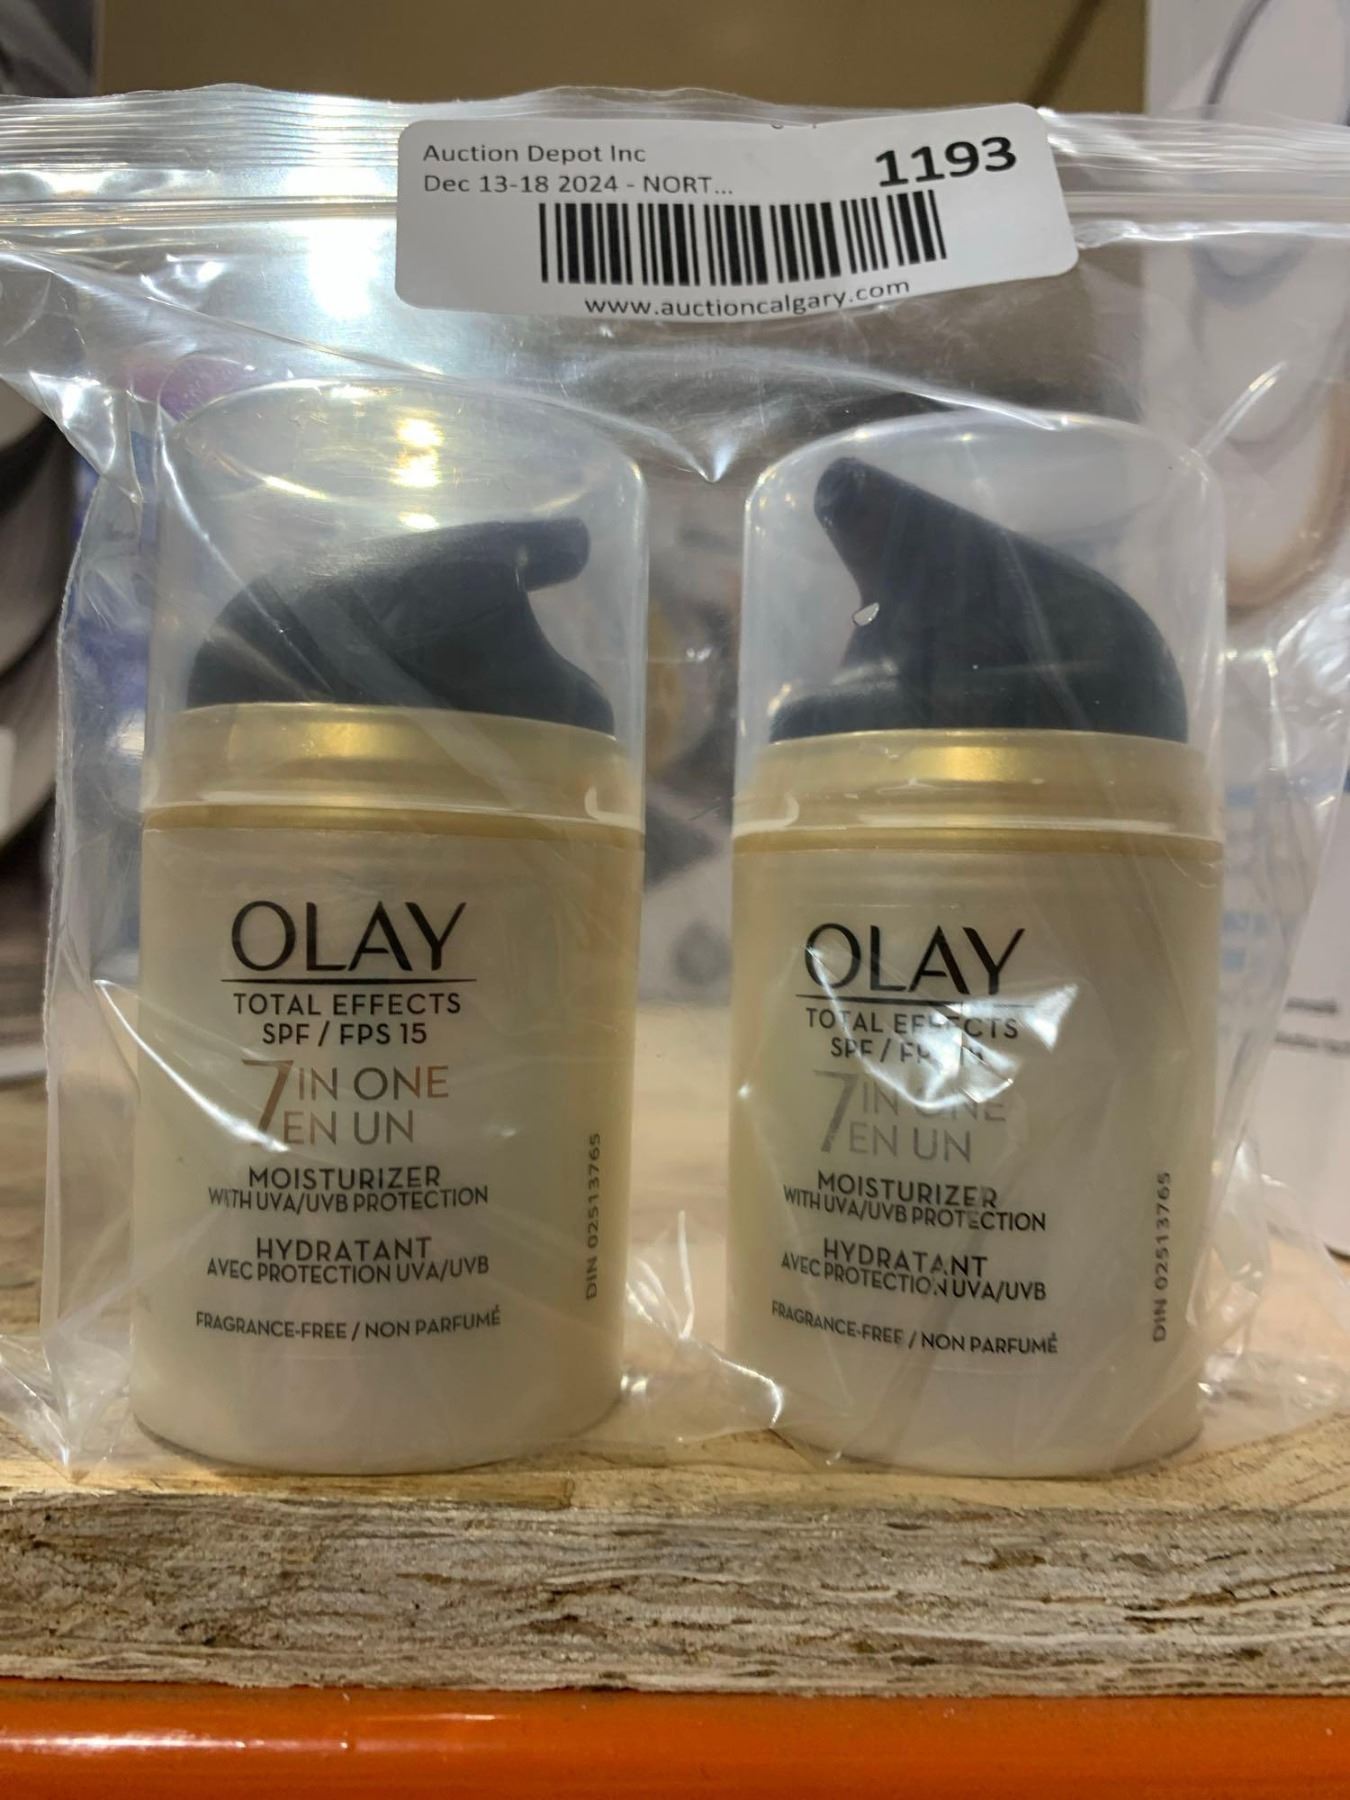 Auction Depot Inc
1193
Dec 13-18 2024 - NORT...
www.auctioncalgary.com
OLAY
TOTAL EFFECTS
SPF / FPS 15
7 IN ONE
EN UN
MOISTURIZER
WITH UVA/UVB PROTECTION
HYDRATANT
AVEC PROTECTION UVA/UVB
FRAGRANCE-FREE / NON PARFUMÉ
DIN 02513765
OLAY
TOTAL EFFECTS
SPF / FPS
7 IN ONE
EN UN
MOISTURIZER
WITH UVA/UVB PROTECTION
HYDRATANT
AVEC PROTECTION UVA/UVB
FRAGRANCE-FREE / NON PARFUMÉ
DIN 02513765